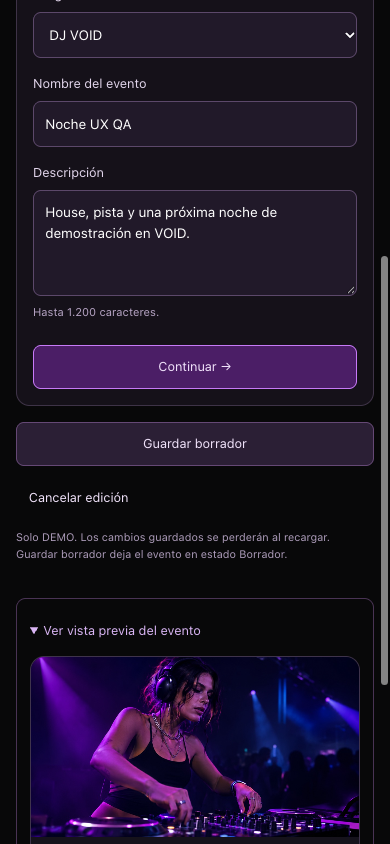 DJ VOID
Nombre del evento
Noche UX QA
Descripción
House, pista y una próxima noche de
demostración en VOID.
Hasta 1.200 caracteres.
Continuar →
Guardar borrador
Cancelar edición
Solo DEMO. Los cambios guardados se perderán al recargar.
Guardar borrador deja el evento en estado Borrador.
▼ Ver vista previa del evento